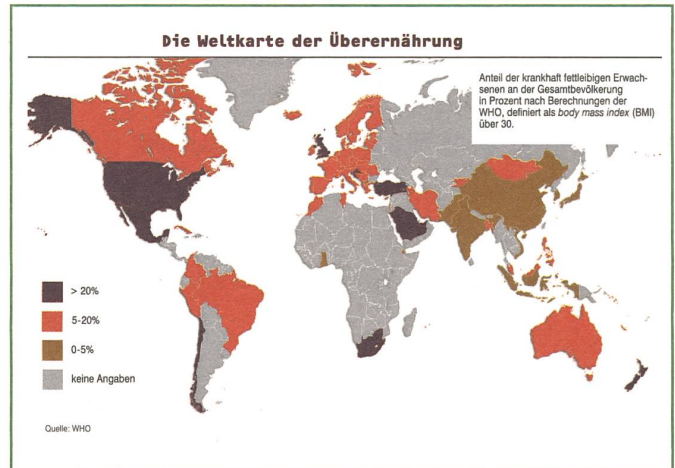 Die Weltkarte der Überernährung
Anteil der krankhaft fettleibigen Erwach-
senen an der Gesamtbevölkerung
in Prozent nach Berechnungen der
WHO, definiert als body mass index (BMI)
über 30.
> 20%
5-20%
0-5%
keine Angaben
Quelle: WHO